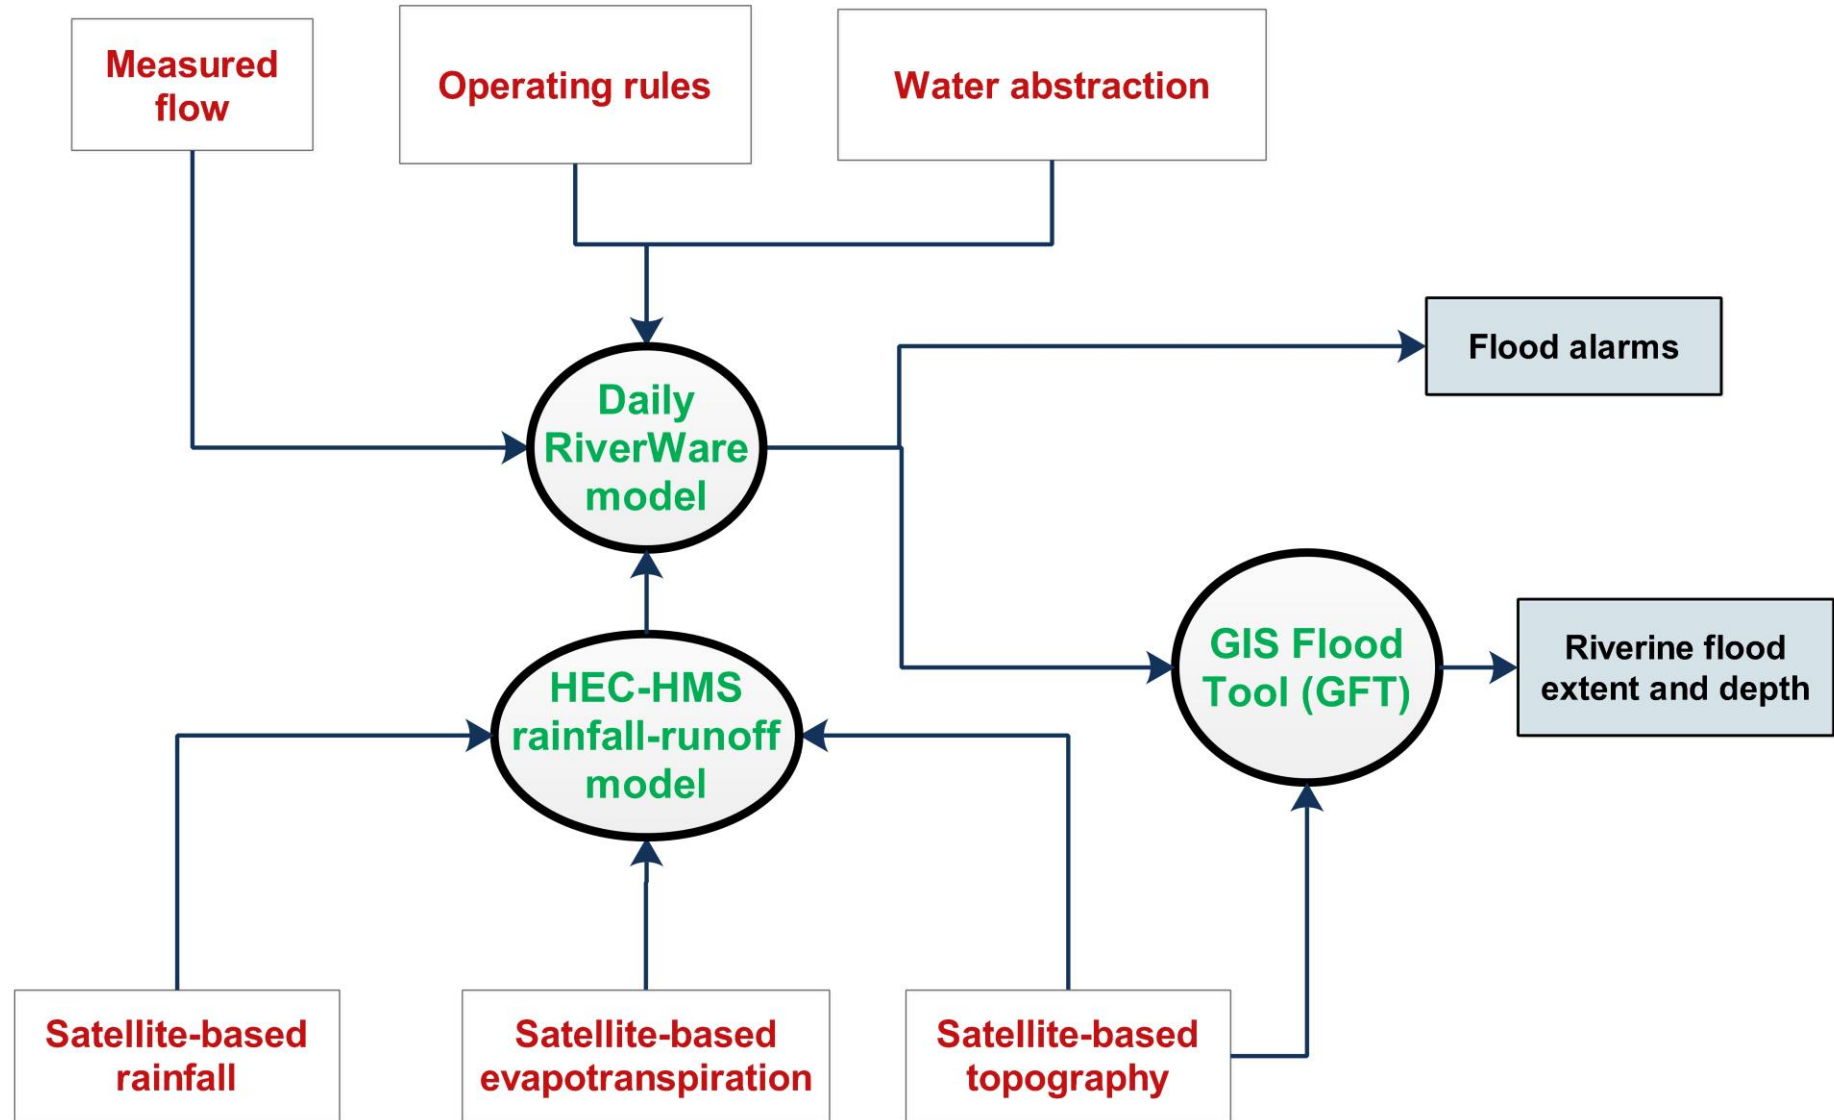 Measured
flow
Operating rules
Water abstraction
Flood alarms
Daily
RiverWare
model
GIS Flood
Tool (GFT)
Riverine flood
extent and depth
HEC-HMS
rainfall-runoff
model
Satellite-based
rainfall
Satellite-based
evapotranspiration
Satellite-based
topography